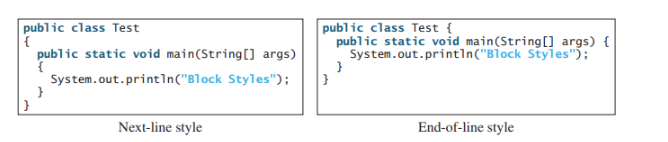 public class Test
{
  public static void main(String[] args)
  {
    System.out.println("Block Styles");
  }
}
Next-line style
public class Test {
  public static void main(String[] args) {
    System.out.println("Block Styles");
  }
}
End-of-line style